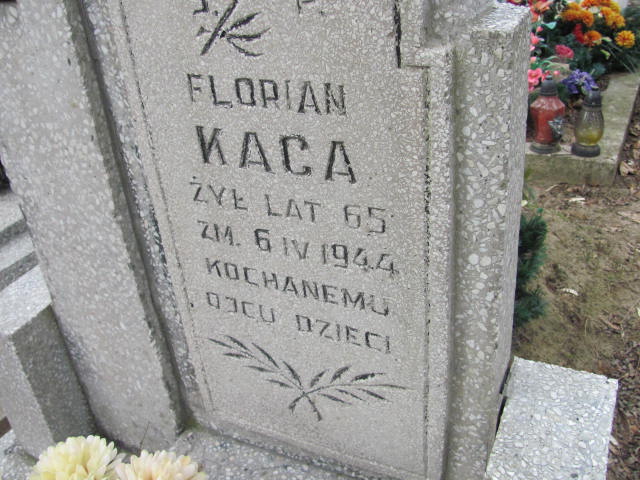 Ś. P.
FLORIAN
KACA
ŻYŁ LAT 65
ZM. 6 IV 1944
KOCHANEMU
OJCU DZIECI